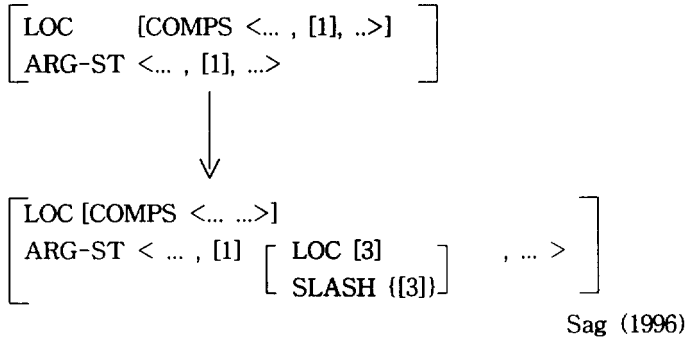 LOC [COMPS <... , [1], ..>]
ARG-ST <... , [1], ...>
LOC [COMPS <... ...>]
ARG-ST < ... , [1] [ LOC [3] , ... >
SLASH {[3]}]
Sag (1996)